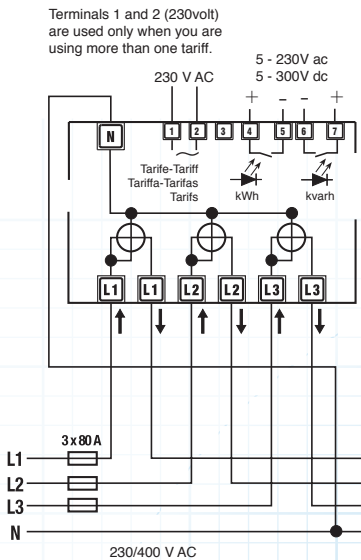 Terminals 1 and 2 (230volt)
are used only when you are
using more than one tariff.
5 - 230V ac
5 - 300V dc
230 V AC
+ - - +
N 1 2 3 4 5 6 7
Tarife-Tariff
Tariffa-Tarifas
Tarifs
kWh kvarh
L1 L1 L2 L2 L3 L3
3x80A
L1
L2
L3
N
230/400 V AC